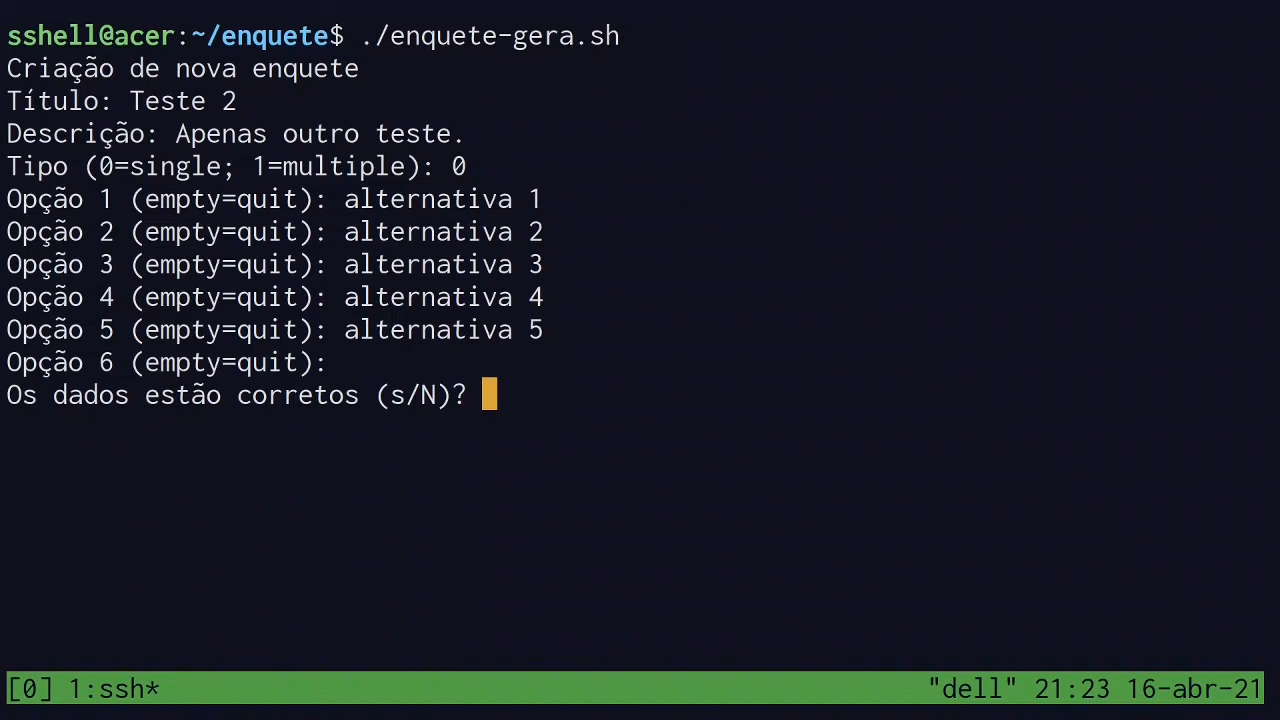 sshell@acer:~/enquete$ ./enquete-gera.sh
Criação de nova enquete
Título: Teste 2
Descrição: Apenas outro teste.
Tipo (0=single; 1=multiple): 0
Opção 1 (empty=quit): alternativa 1
Opção 2 (empty=quit): alternativa 2
Opção 3 (empty=quit): alternativa 3
Opção 4 (empty=quit): alternativa 4
Opção 5 (empty=quit): alternativa 5
Opção 6 (empty=quit):
Os dados estão corretos (s/N)?
[0] 1:ssh* "dell" 21:23 16-abr-21